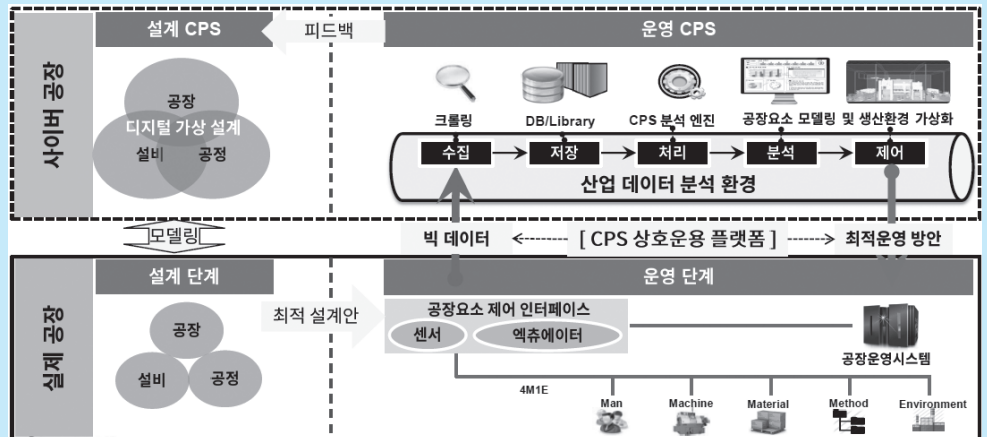 설계 CPS
피드백
운영 CPS
사이버 공장
공장
디지털 가상 설계
설비
공정
크롤링
DB/Library
CPS 분석 엔진
공장요소 모델링 및 생산환경 가상화
수집
저장
처리
분석
제어
산업 데이터 분석 환경
모델링
빅 데이터
[ CPS 상호운용 플랫폼 ]
최적운영 방안
실제 공장
설계 단계
운영 단계
공장
설비
공정
최적 설계안
공장요소 제어 인터페이스
센서
엑츄에이터
공장운영시스템
4M1E
Man
Machine
Material
Method
Environment